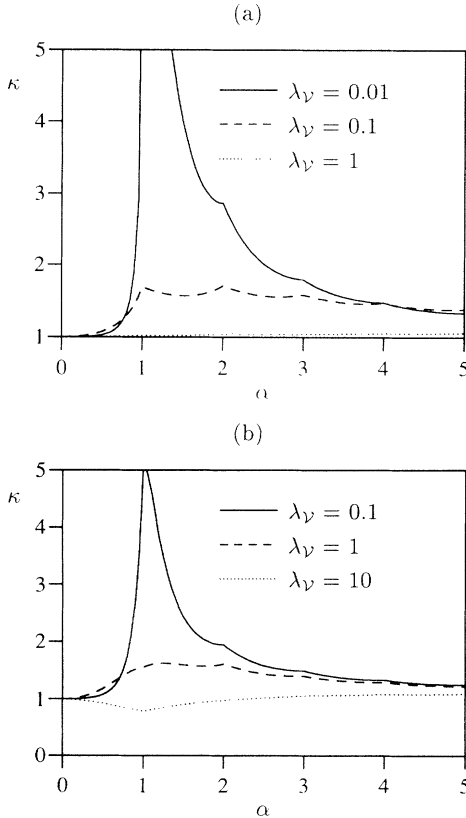 (a)
κ
5
4
3
2
1
λ_𝒱 = 0.01
λ_𝒱 = 0.1
λ_𝒱 = 1
0 1 2 3 4 5
α
(b)
κ
5
4
3
2
1
0
λ_𝒱 = 0.1
λ_𝒱 = 1
λ_𝒱 = 10
0 1 2 3 4 5
α